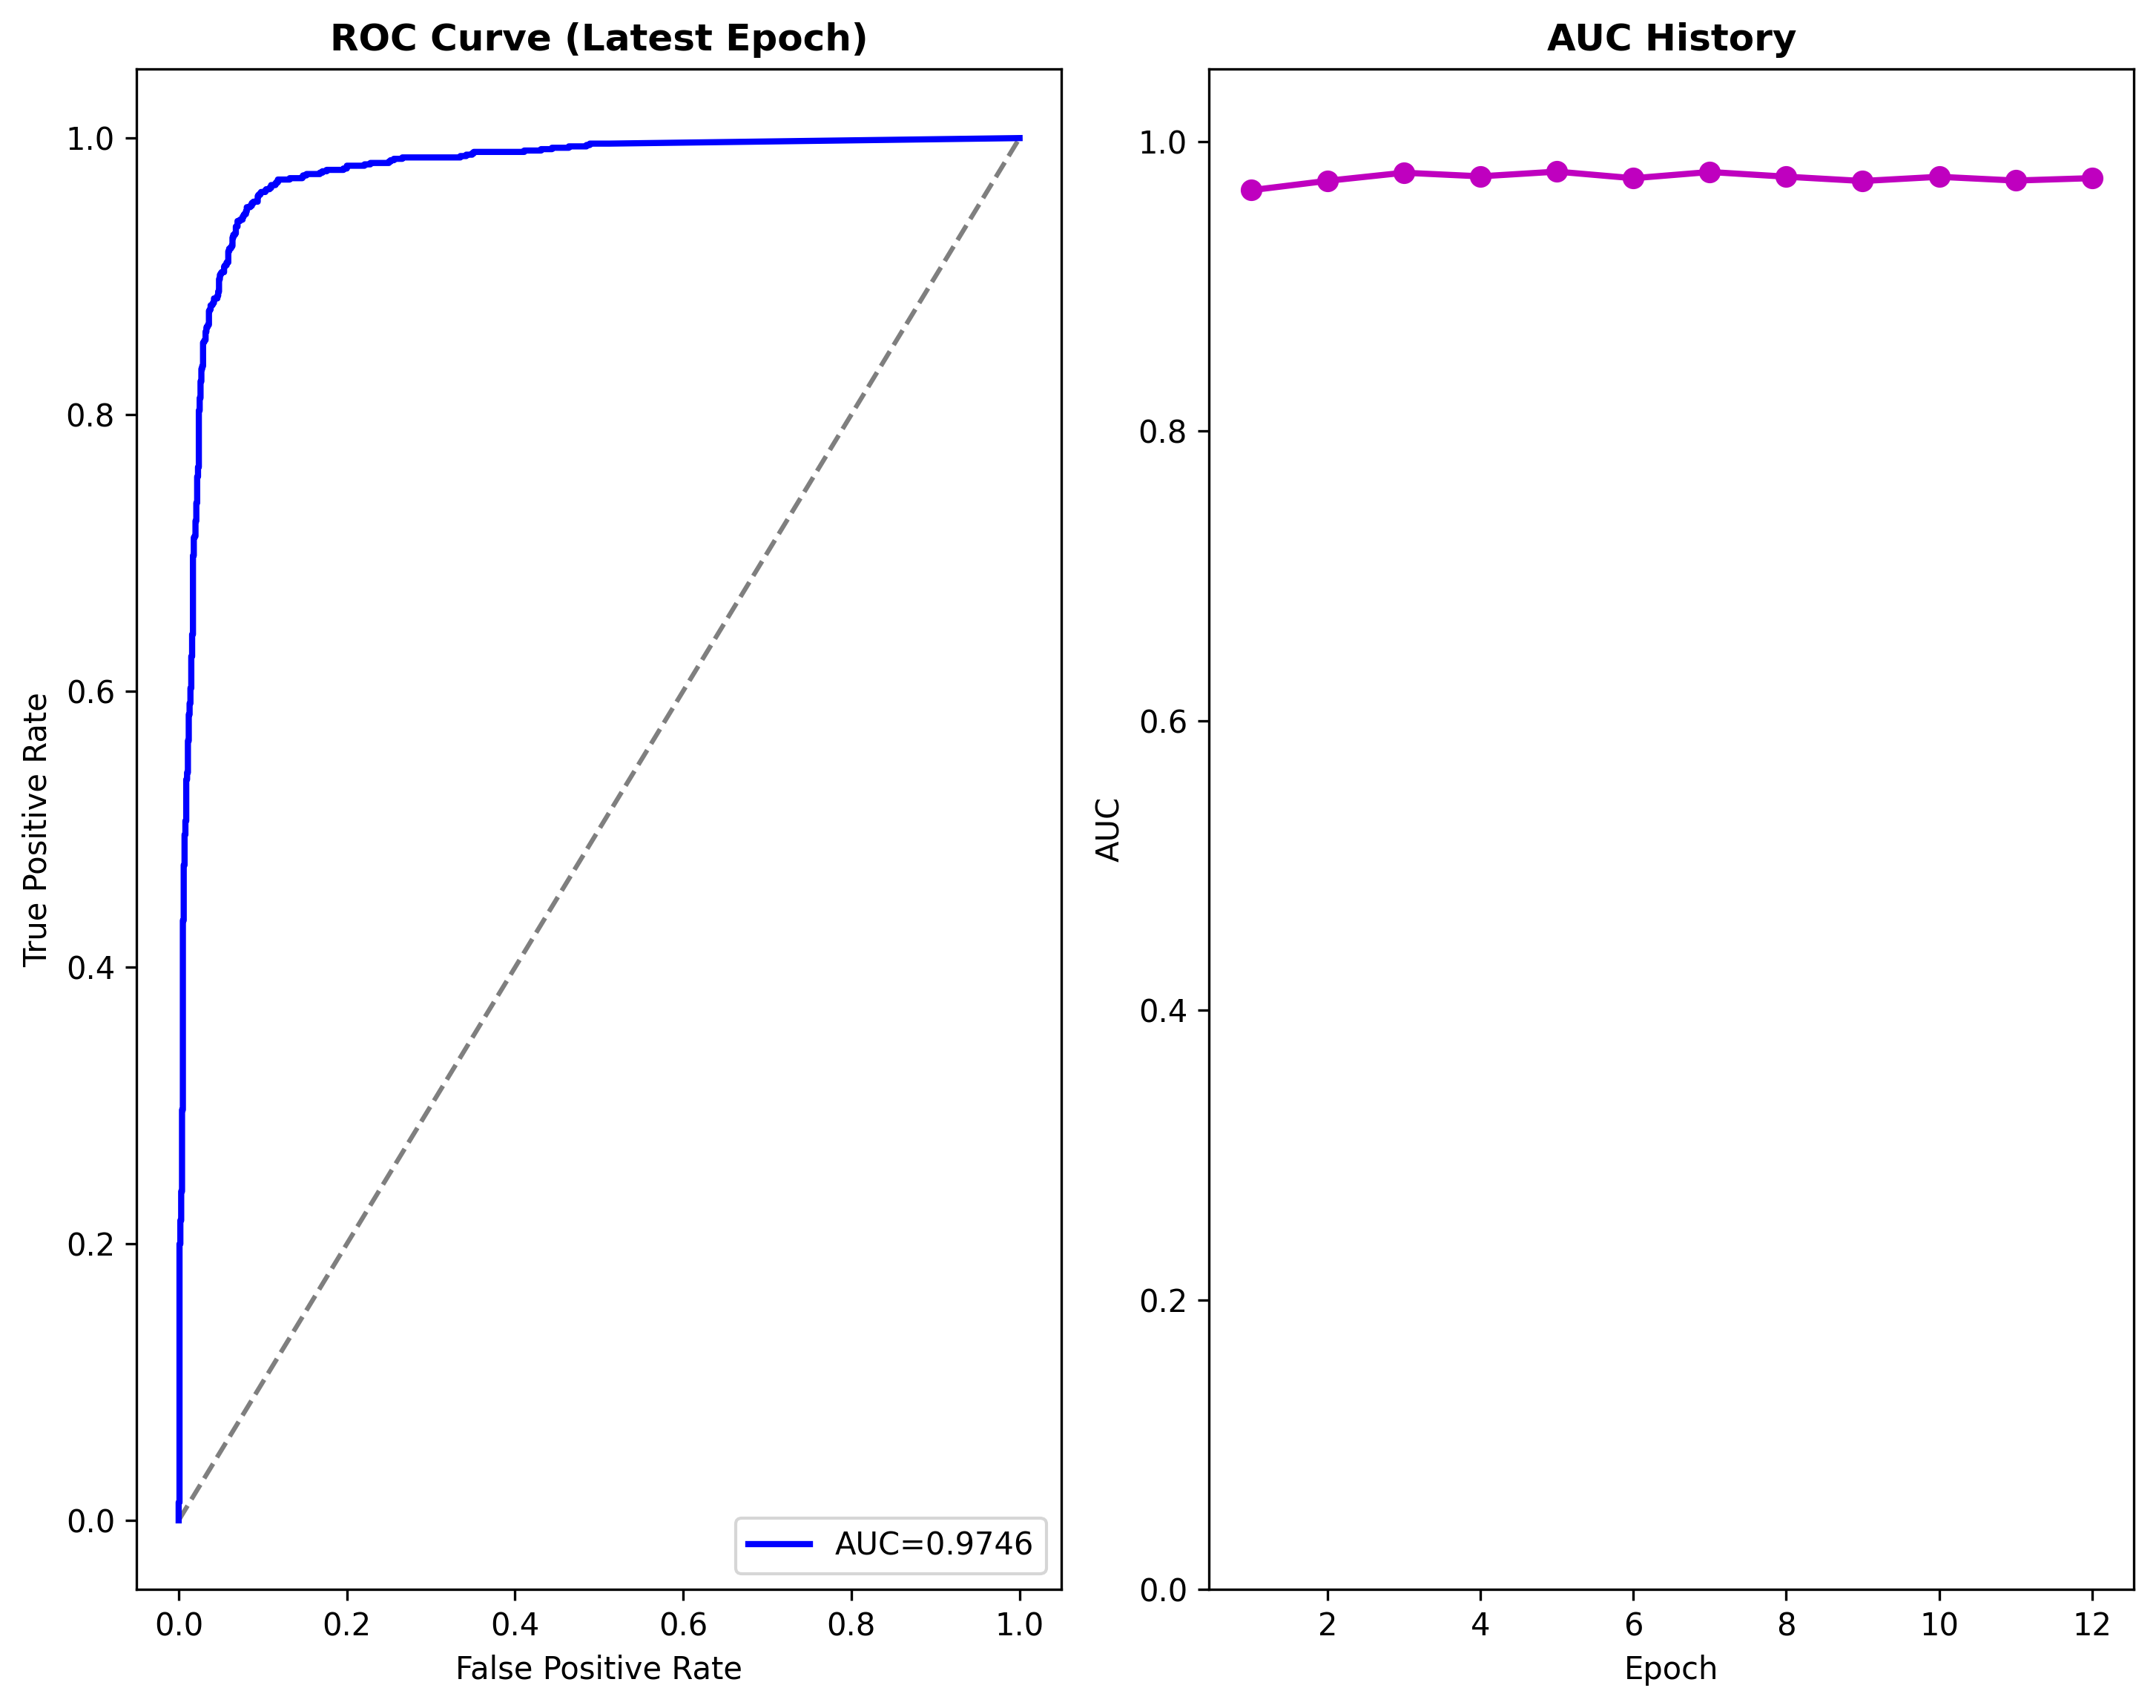 ROC Curve (Latest Epoch)
1.0
0.8
0.6
0.4
0.2
0.0
True Positive Rate
0.0 0.2 0.4 0.6 0.8 1.0
False Positive Rate
AUC=0.9746
AUC History
1.0
0.8
0.6
0.4
0.2
0.0
AUC
2 4 6 8 10 12
Epoch